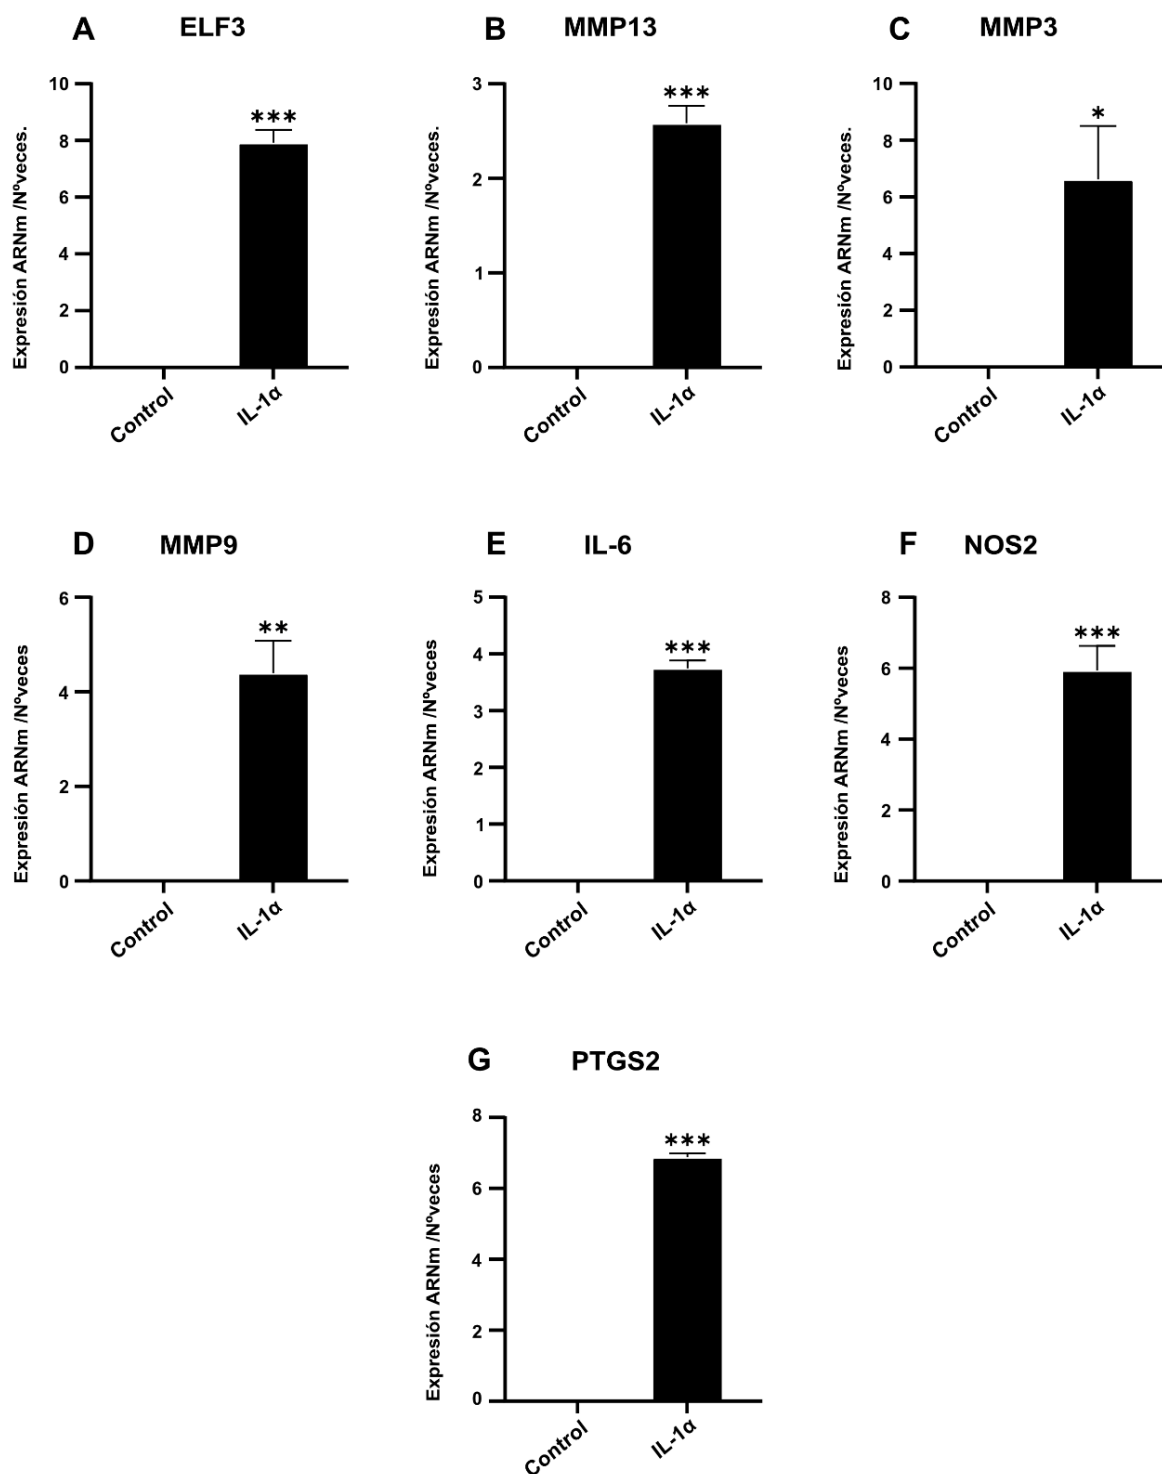 A ELF3
Expresión ARNm /Nºveces.
10
8
6
4
2
0
***
Control
IL-1α
B MMP13
Expresión ARNm /Nºveces.
3
2
1
0
***
Control
IL-1α
C MMP3
Expresión ARNm /Nºveces.
10
8
6
4
2
0
*
Control
IL-1α
D MMP9
Expresión ARNm /Nºveces
6
4
2
0
**
Control
IL-1α
E IL-6
Expresión ARNm /Nºveces
5
4
3
2
1
0
***
Control
IL-1α
F NOS2
Expresión ARNm /Nºveces
8
6
4
2
0
***
Control
IL-1α
G PTGS2
Expresión ARNm /Nºveces
8
6
4
2
0
***
Control
IL-1α